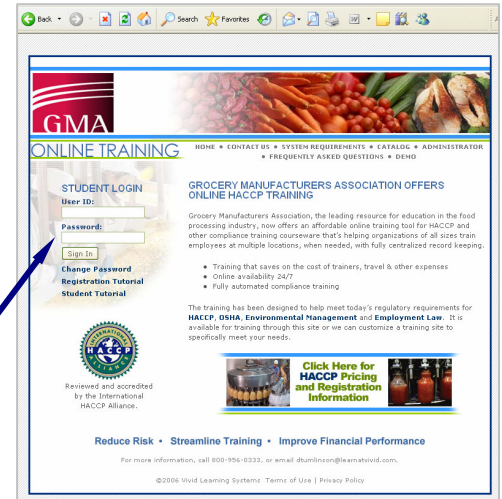 Back
Search
Favorites
GMA
ONLINE TRAINING
HOME • CONTACT US • SYSTEM REQUIREMENTS • CATALOG • ADMINISTRATOR
• FREQUENTLY ASKED QUESTIONS • DEMO
STUDENT LOGIN
User ID:
Password:
Sign In
Change Password
Registration Tutorial
Student Tutorial
INTERNATIONAL
HACCP
ALLIANCE
Reviewed and accredited
by the International
HACCP Alliance.
GROCERY MANUFACTURERS ASSOCIATION OFFERS
ONLINE HACCP TRAINING
Grocery Manufacturers Association, the leading resource for education in the food
processing industry, now offers an affordable online training tool for HACCP and
other compliance training courseware that's helping organizations of all sizes train
employees at multiple locations, when needed, with fully centralized record keeping.
• Training that saves on the cost of trainers, travel & other expenses
• Online availability 24/7
• Fully automated compliance training
The training has been designed to help meet today's regulatory requirements for
HACCP, OSHA, Environmental Management and Employment Law. It is
available for training through this site or we can customize a training site to
specifically meet your needs.
Click Here for
HACCP Pricing
and Registration
Information
Reduce Risk • Streamline Training • Improve Financial Performance
For more information, call 800-956-0333, or email dtumlinson@learnatvivid.com.
©2006 Vivid Learning Systems Terms of Use | Privacy Policy